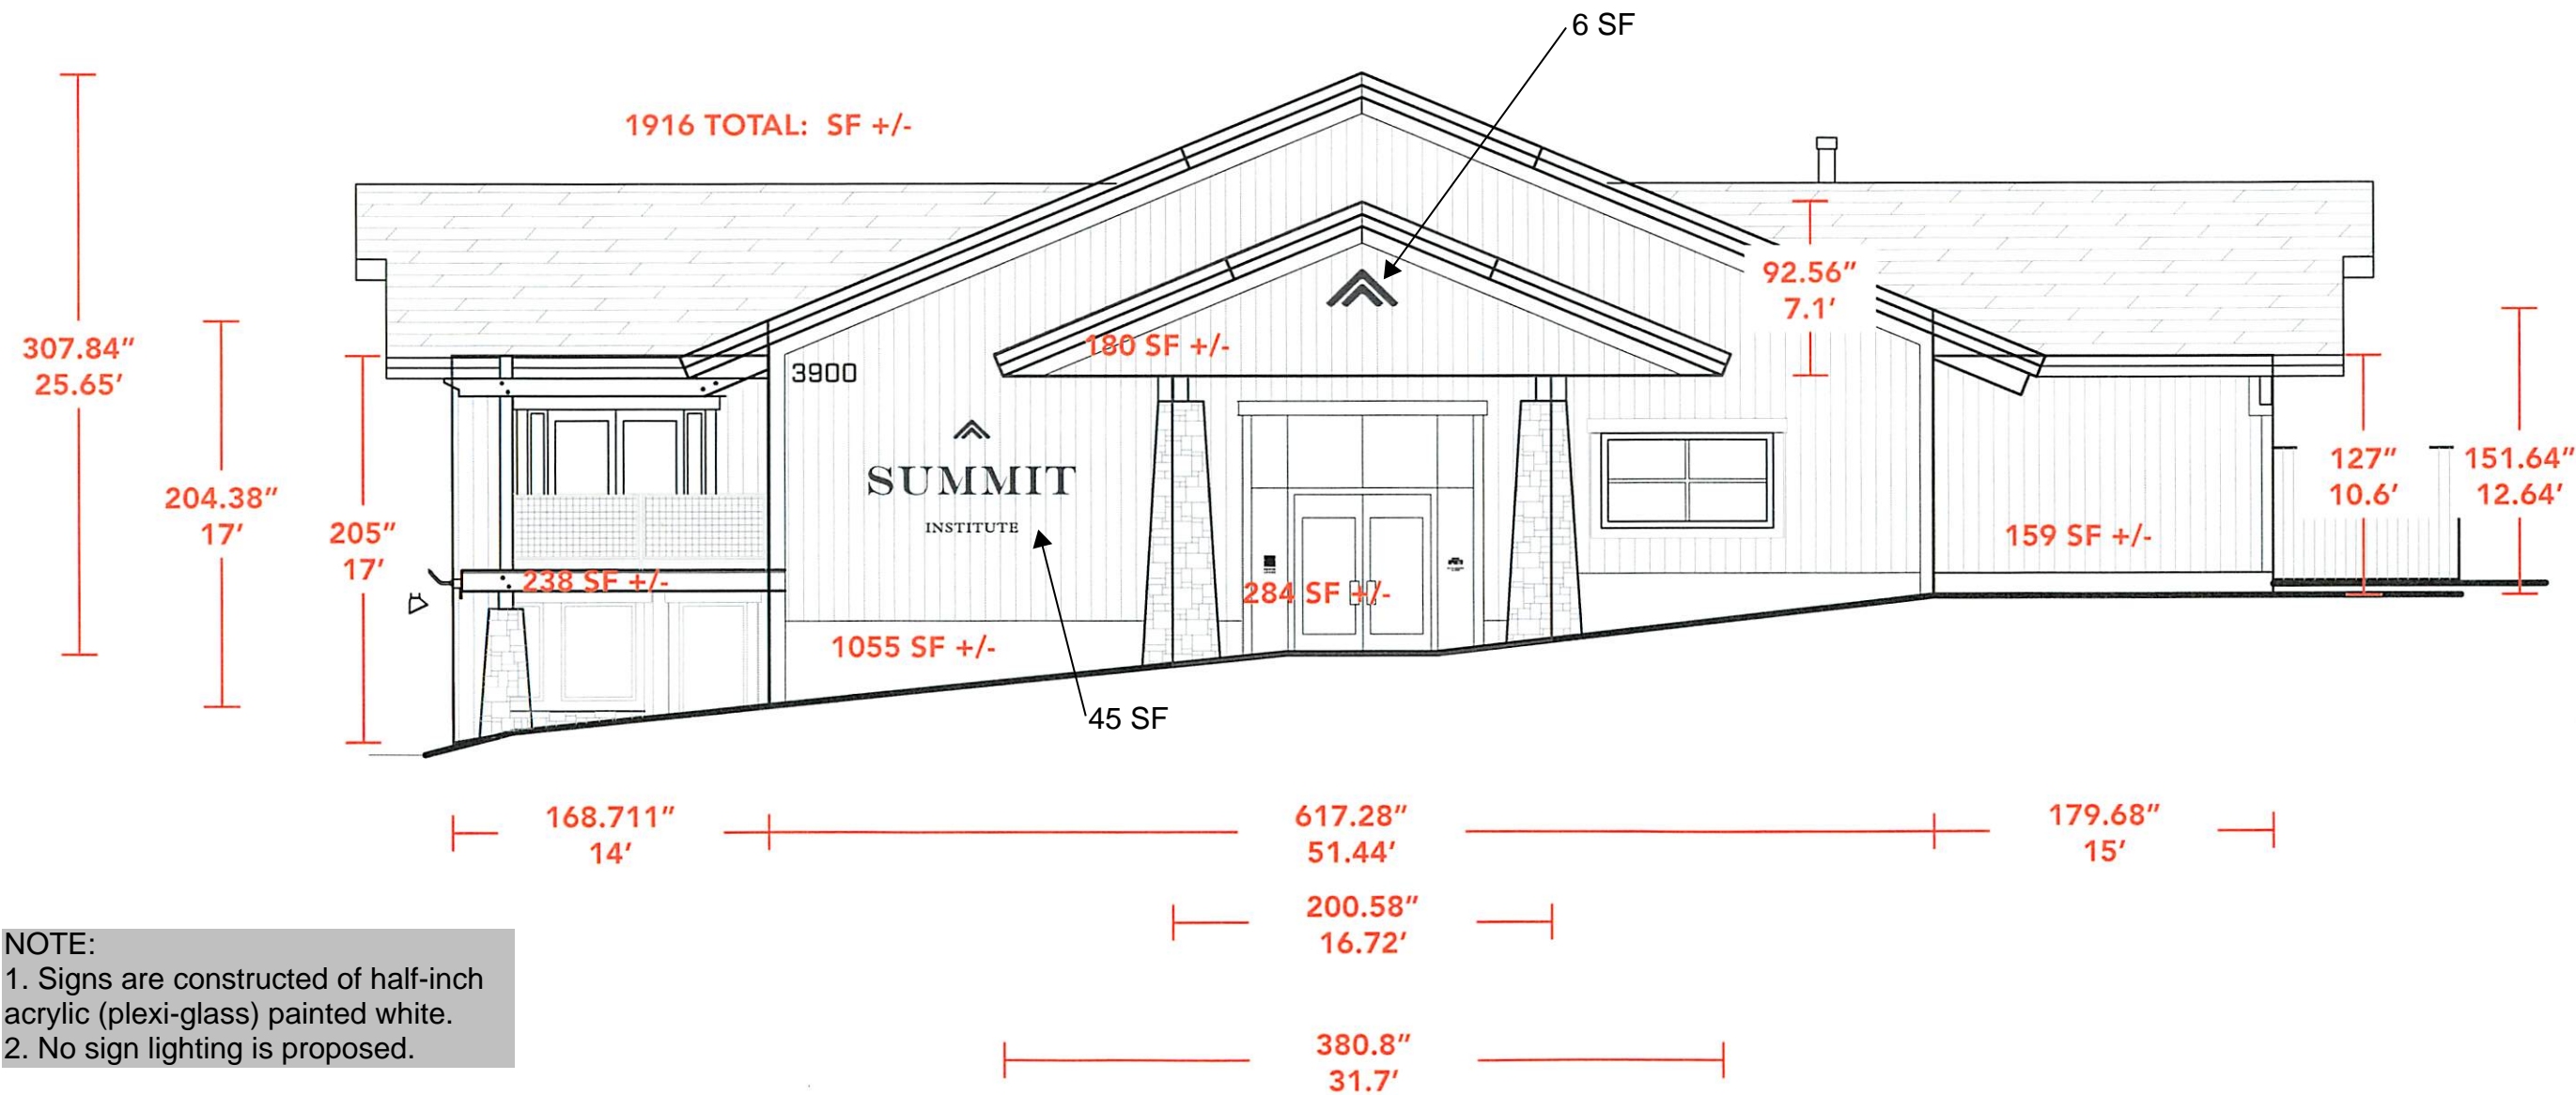 6 SF
1916 TOTAL: SF +/-
92.56"
7.1'
307.84"
25.65'
180 SF +/-
3900
204.38"
17'
205"
17'
SUMMIT
INSTITUTE
127"
10.6'
151.64"
12.64'
159 SF +/-
238 SF +/-
284 SF +/-
1055 SF +/-
45 SF
168.711"
14'
617.28"
51.44'
179.68"
15'
200.58"
16.72'
380.8"
31.7'
NOTE:
1. Signs are constructed of half-inch
acrylic (plexi-glass) painted white.
2. No sign lighting is proposed.